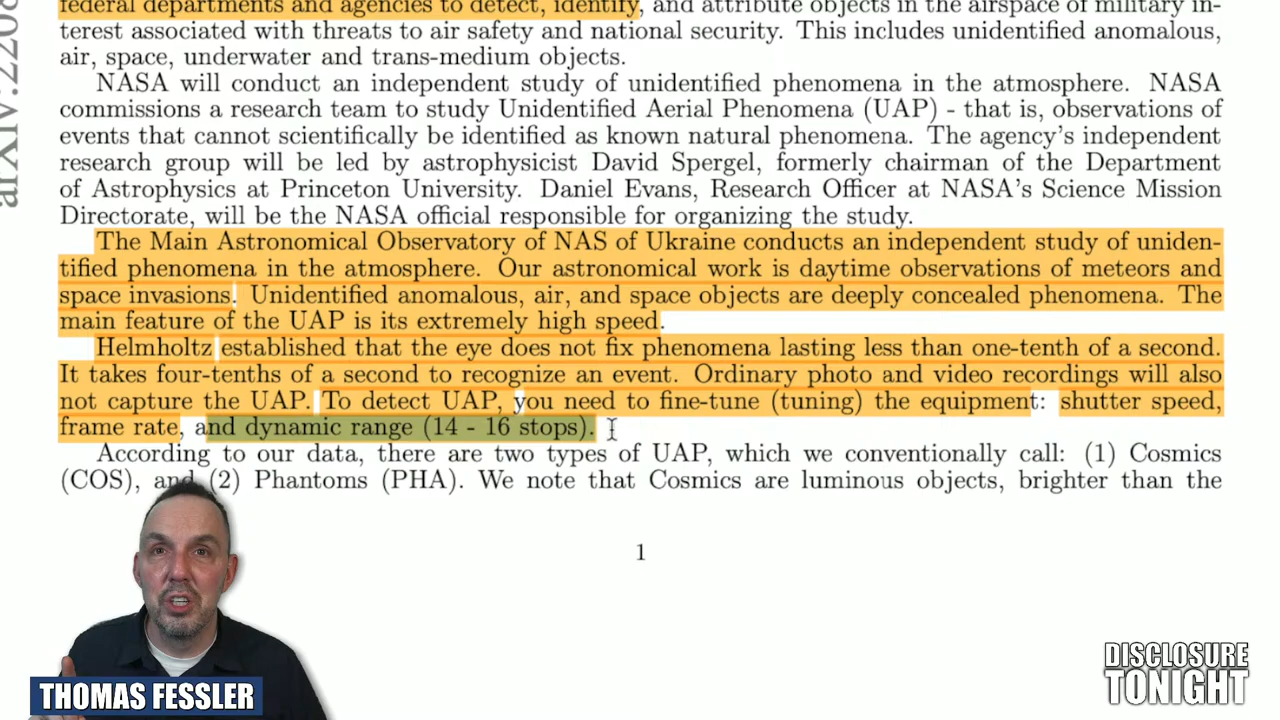 federal departments and agencies to detect, identify, and attribute objects in the airspace of military in-
terest associated with threats to air safety and national security. This includes unidentified anomalous,
air, space, underwater and trans-medium objects.
NASA will conduct an independent study of unidentified phenomena in the atmosphere. NASA
commissions a research team to study Unidentified Aerial Phenomena (UAP) - that is, observations of
events that cannot scientifically be identified as known natural phenomena. The agency's independent
research group will be led by astrophysicist David Spergel, formerly chairman of the Department
of Astrophysics at Princeton University. Daniel Evans, Research Officer at NASA's Science Mission
Directorate, will be the NASA official responsible for organizing the study.
The Main Astronomical Observatory of NAS of Ukraine conducts an independent study of uniden-
tified phenomena in the atmosphere. Our astronomical work is daytime observations of meteors and
space invasions. Unidentified anomalous, air, and space objects are deeply concealed phenomena. The
main feature of the UAP is its extremely high speed.
Helmholtz established that the eye does not fix phenomena lasting less than one-tenth of a second.
It takes four-tenths of a second to recognize an event. Ordinary photo and video recordings will also
not capture the UAP. To detect UAP, you need to fine-tune (tuning) the equipment: shutter speed,
frame rate, and dynamic range (14 - 16 stops).
According to our data, there are two types of UAP, which we conventionally call: (1) Cosmics
(COS), and (2) Phantoms (PHA). We note that Cosmics are luminous objects, brighter than the
1
THOMAS FESSLER
DISCLOSURE
TONIGHT